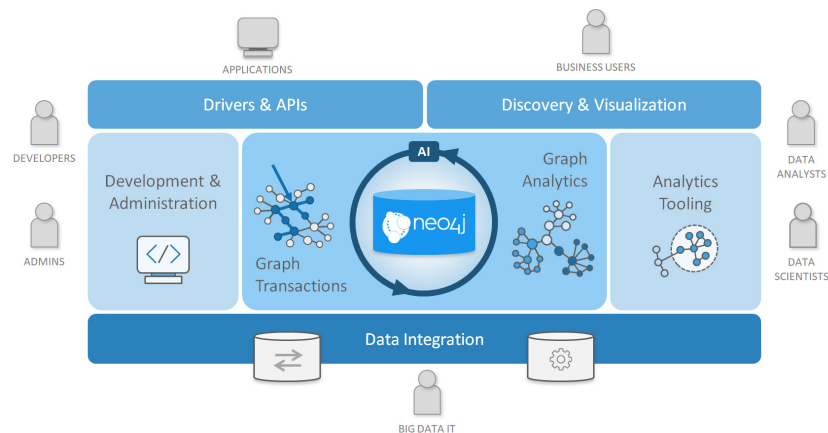 APPLICATIONS
BUSINESS USERS
Drivers & APIs
Discovery & Visualization
DEVELOPERS
ADMINS
Development &
Administration
</>
Graph
Transactions
AI
neo4j
Graph
Analytics
Analytics
Tooling
DATA
ANALYSTS
DATA
SCIENTISTS
Data Integration
BIG DATA IT